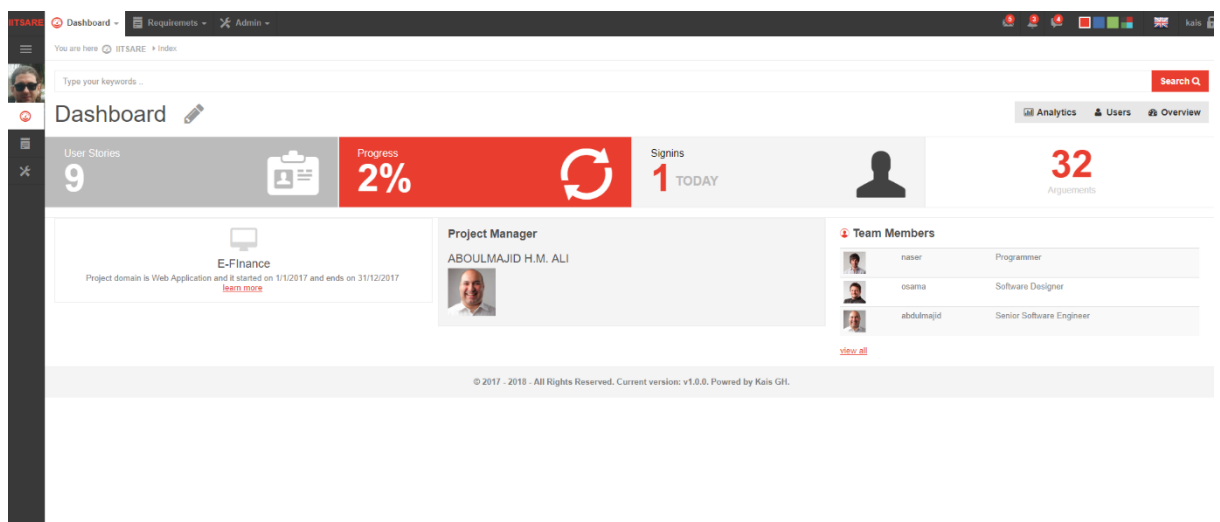 IITSARE Dashboard Requiremets Admin 5 3 4 kais
You are here IITSARE Index
Type your keywords .. Search
Dashboard Analytics Users Overview
User Stories
9
Progress
2%
Signins
1 TODAY
32
Arguements
E-FInance
Project domain is Web Application and it started on 1/1/2017 and ends on 31/12/2017
learn more
Project Manager
ABOULMAJID H.M. ALI
Team Members
naser Programmer
osama Software Designer
abdulmajid Senior Software Engineer
view all
© 2017 - 2018 - All Rights Reserved. Current version: v1.0.0. Powred by Kais GH.